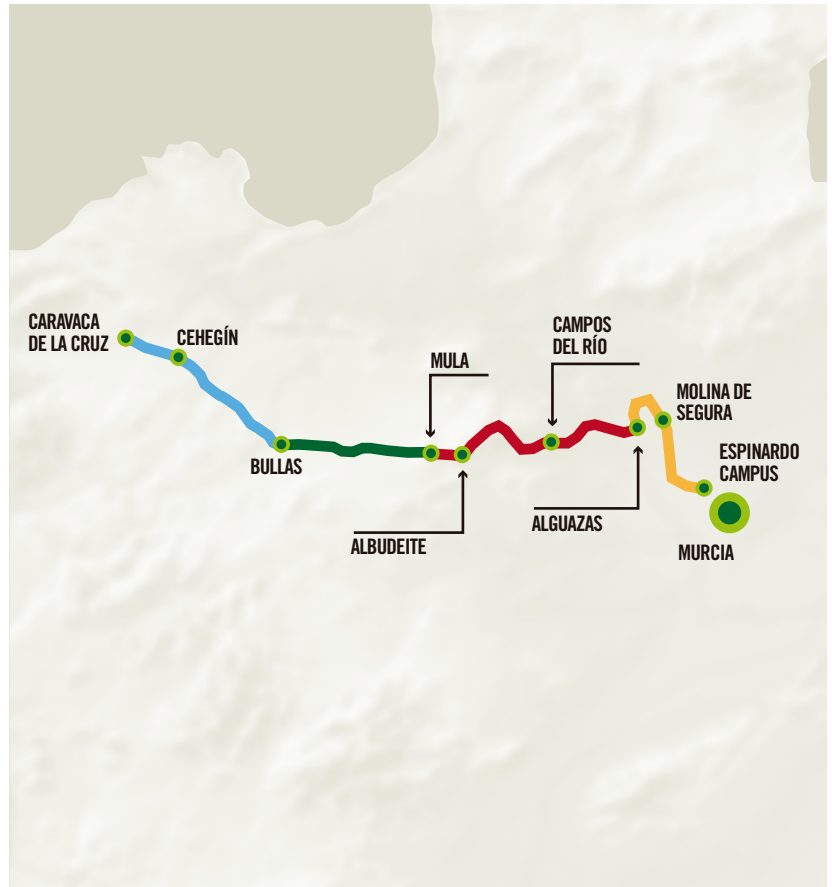 CARAVACA
DE LA CRUZ
CEHEGÍN
BULLAS
MULA
ALBUDEITE
CAMPOS
DEL RÍO
ALGUAZAS
MOLINA DE
SEGURA
ESPINARDO
CAMPUS
MURCIA